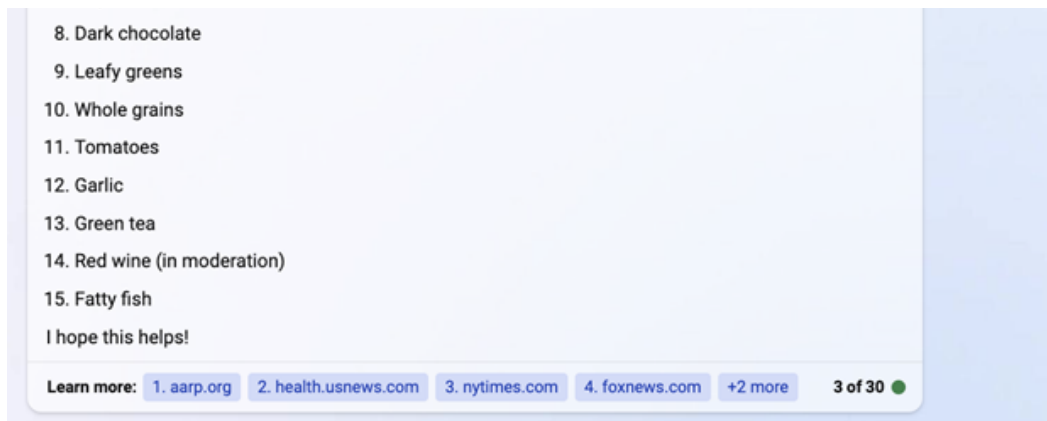 8. Dark chocolate
9. Leafy greens
10. Whole grains
11. Tomatoes
12. Garlic
13. Green tea
14. Red wine (in moderation)
15. Fatty fish
I hope this helps!
Learn more: 1. aarp.org 2. health.usnews.com 3. nytimes.com 4. foxnews.com +2 more 3 of 30